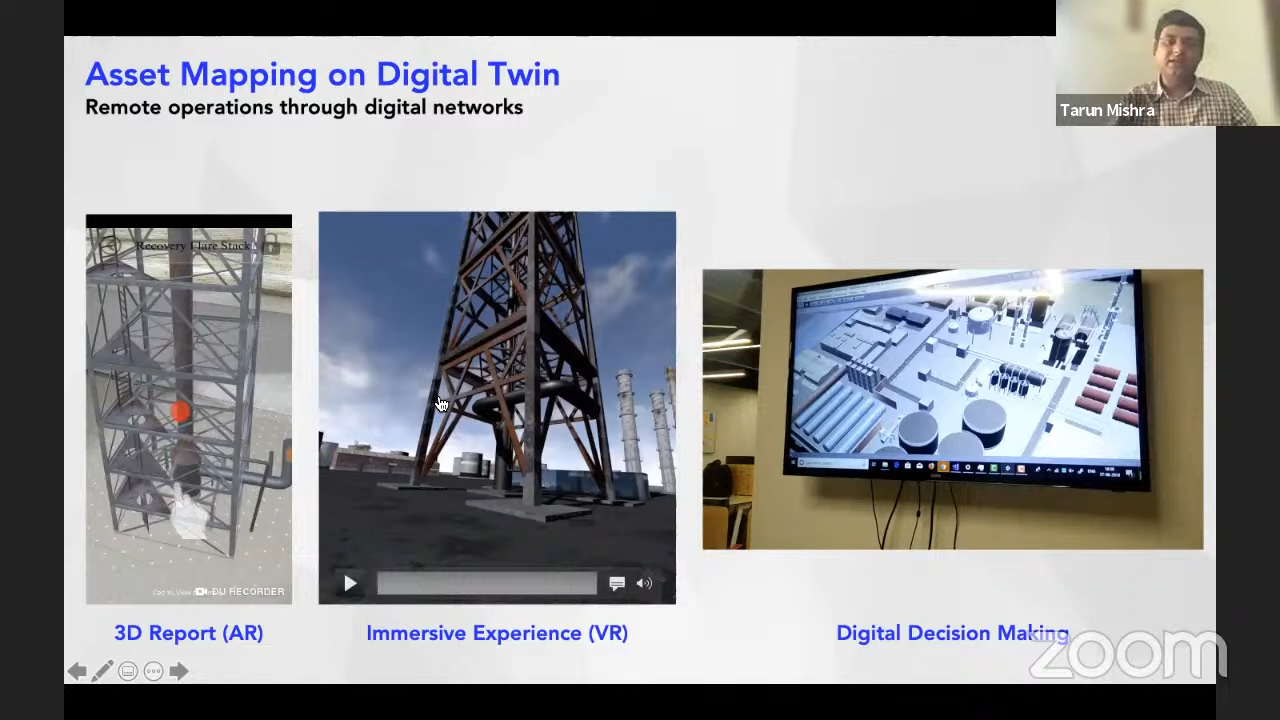 Asset Mapping on Digital Twin
Remote operations through digital networks
Tarun Mishra
Recovery Flare Stack
DU RECORDER
3D Report (AR)
Immersive Experience (VR)
Digital Decision Making
zoom